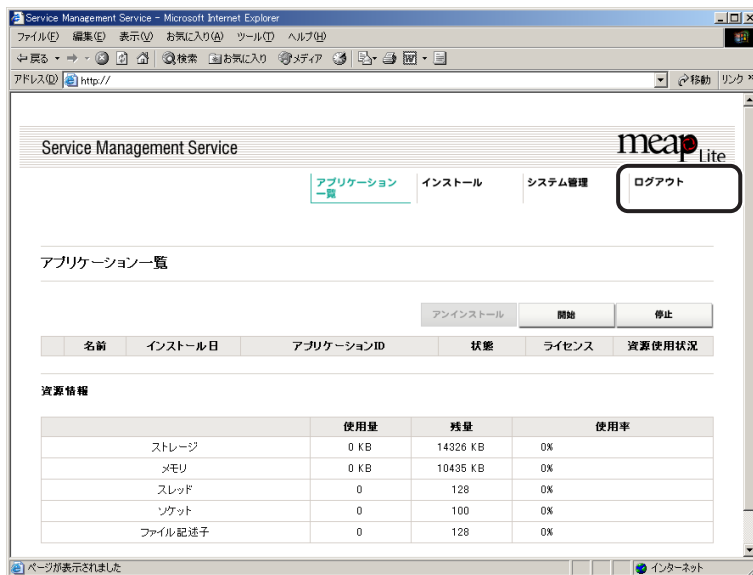 Service Management Service - Microsoft Internet Explorer
ファイル(F) 編集(E) 表示(V) お気に入り(A) ツール(T) ヘルプ(H)
戻る 検索 お気に入り メディア
アドレス(D) http:// 移動 リンク »
Service Management Service meap Lite
アプリケーション一覧 インストール システム管理 ログアウト
アプリケーション一覧
アンインストール 開始 停止
名前 インストール日 アプリケーションID 状態 ライセンス 資源使用状況
資源情報
使用量 残量 使用率
ストレージ 0 KB 14326 KB 0%
メモリ 0 KB 10435 KB 0%
スレッド 0 128 0%
ソケット 0 100 0%
ファイル記述子 0 128 0%
ページが表示されました インターネット